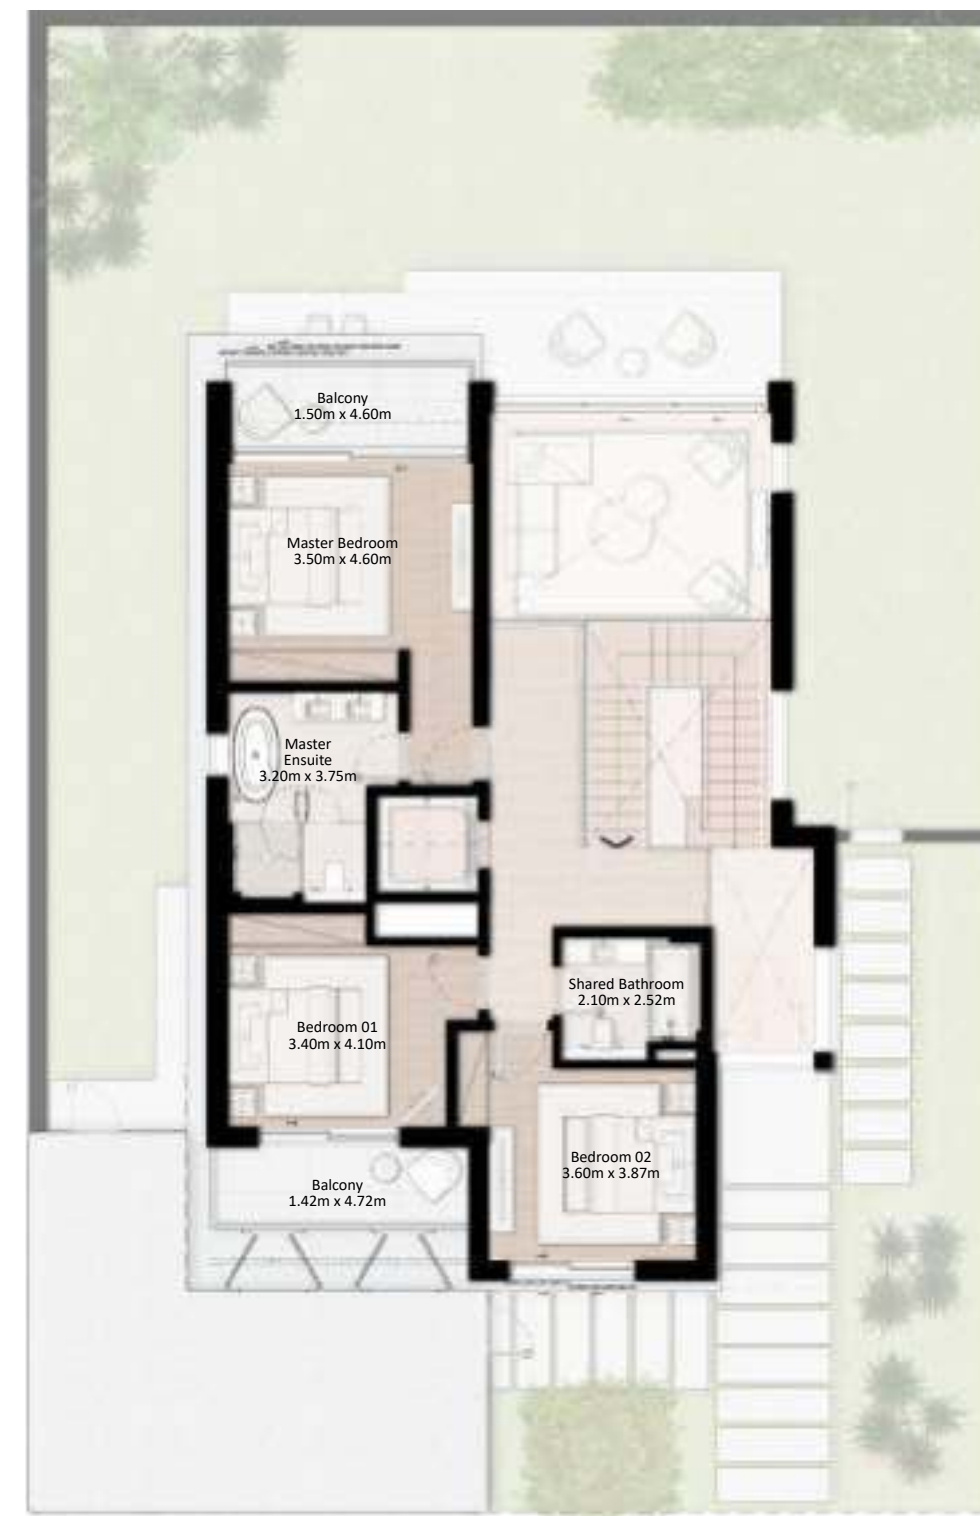 Balcony
1.50m x 4.60m
Master Bedroom
3.50m x 4.60m
Master
Ensuite
3.20m x 3.75m
Shared Bathroom
2.10m x 2.52m
Bedroom 01
3.40m x 4.10m
Bedroom 02
3.60m x 3.87m
Balcony
1.42m x 4.72m